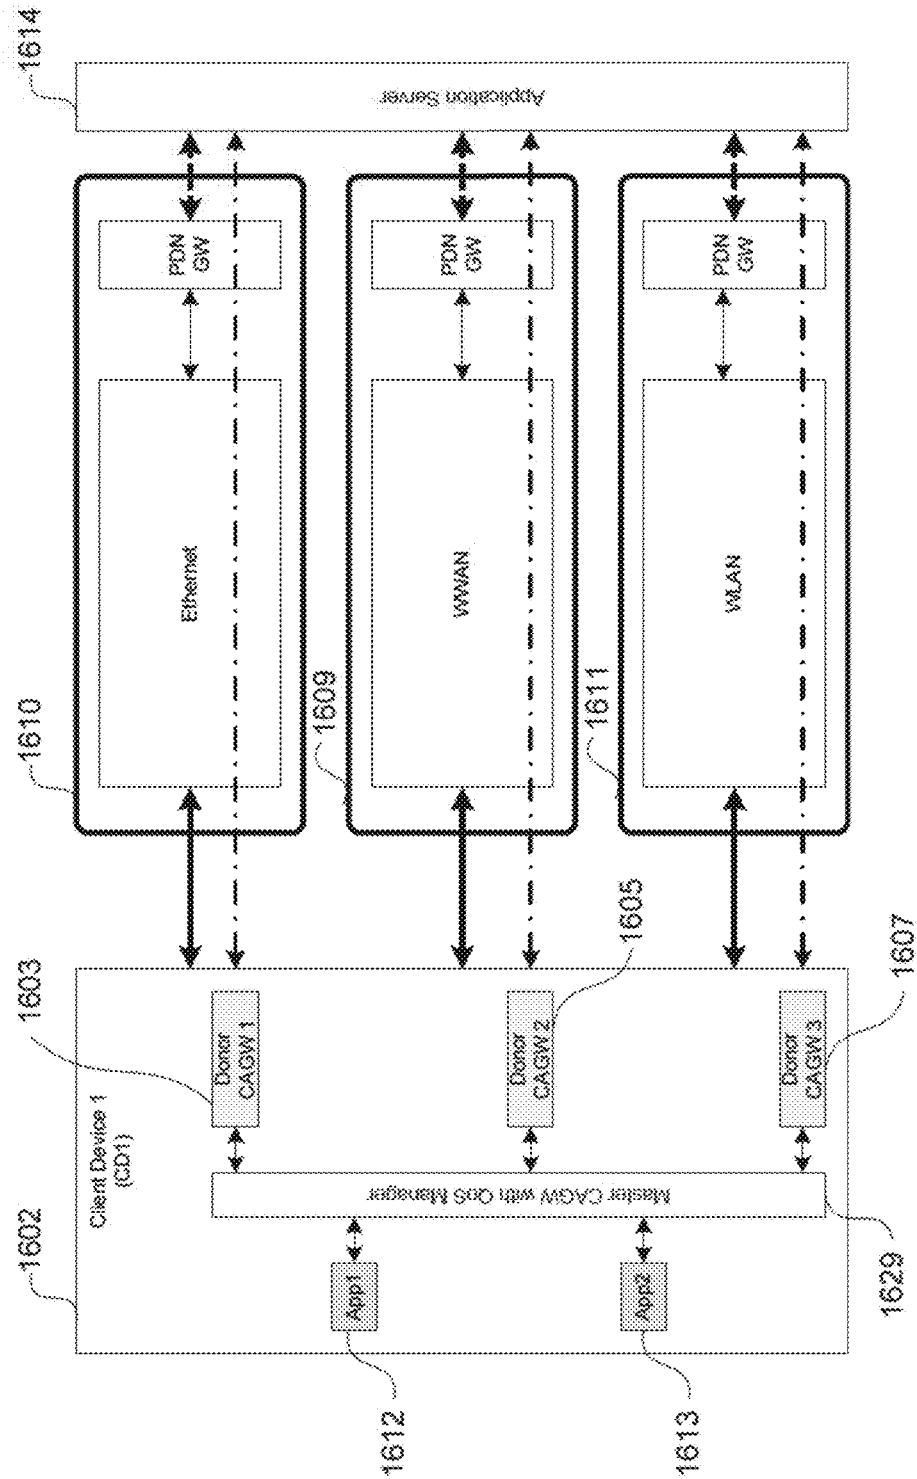 1602
Client Device 1
(CD1)
1603
1610
1614
Donor
CAGW 1
Ethernet
PDN
GW
Application Server
1612
App1
Master CAGW with QoS Manager
1609
Donor
CAGW 2
1605
WWAN
PDN
GW
1613
App2
1611
Donor
CAGW 3
WLAN
PDN
GW
1629
1607